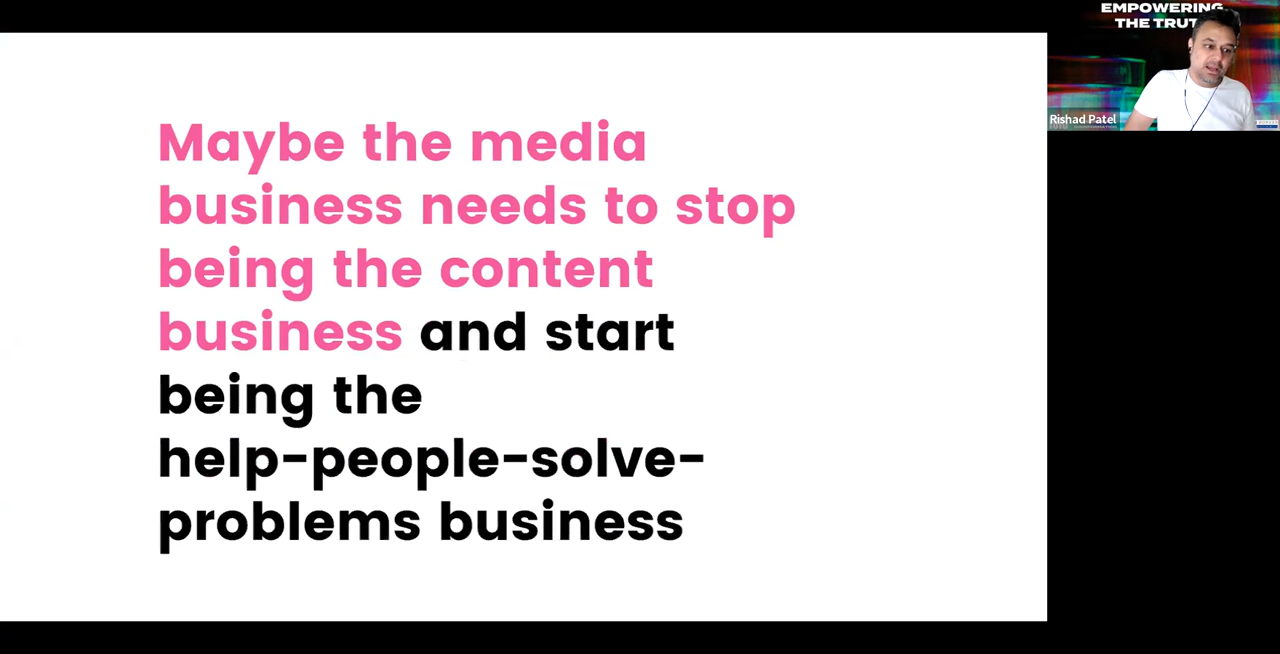 Maybe the media
business needs to stop
being the content
business and start
being the
help-people-solve-
problems business
EMPOWERING
THE TRUT
Rishad Patel